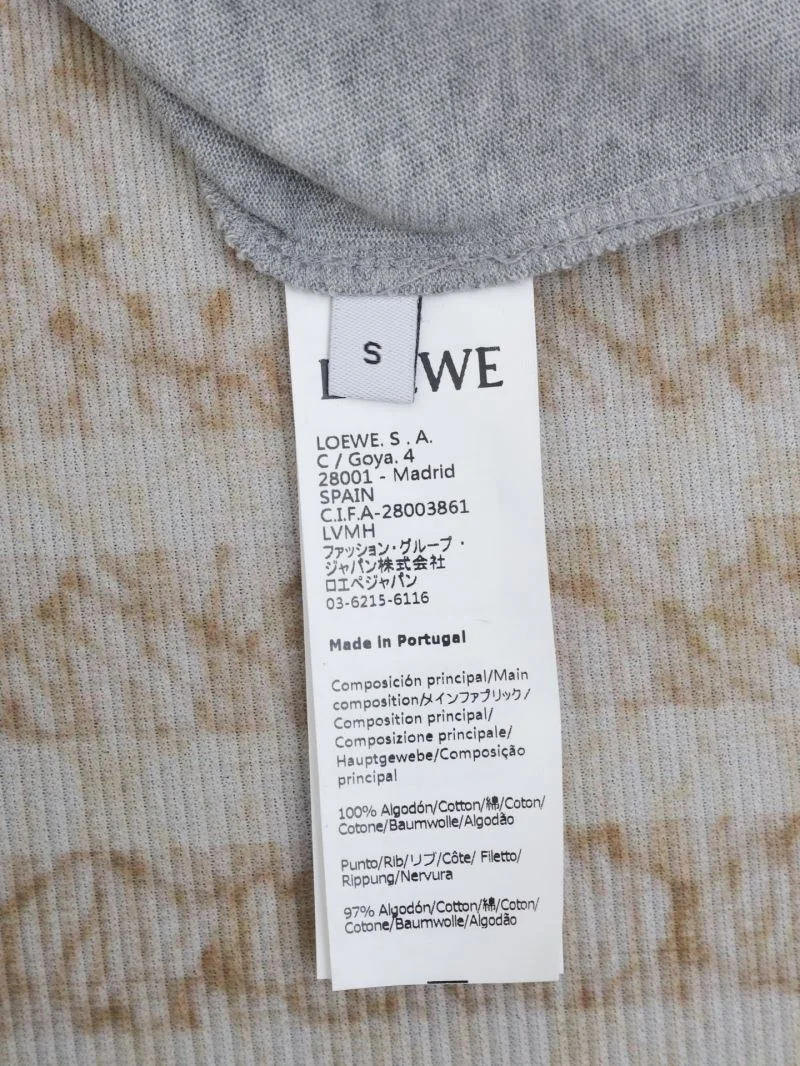 S
L WE
LOEWE. S . A.
C / Goya. 4
28001 - Madrid
SPAIN
C.I.F.A-28003861
LVMH
ファッション・グループ・
ジャパン株式会社
ロエベジャパン
03-6215-6116
Made in Portugal
Composición principal/Main
composition/メインファブリック/
Composition principal/
Composizione principale/
Hauptgewebe/Composição
principal
100% Algodón/Cotton/綿/Coton/
Cotone/Baumwolle/Algodão
Punto/Rib/リブ/Côte/ Filetto/
Rippung/Nervura
97% Algodón/Cotton/綿/Coton/
Cotone/Baumwolle/Algodão